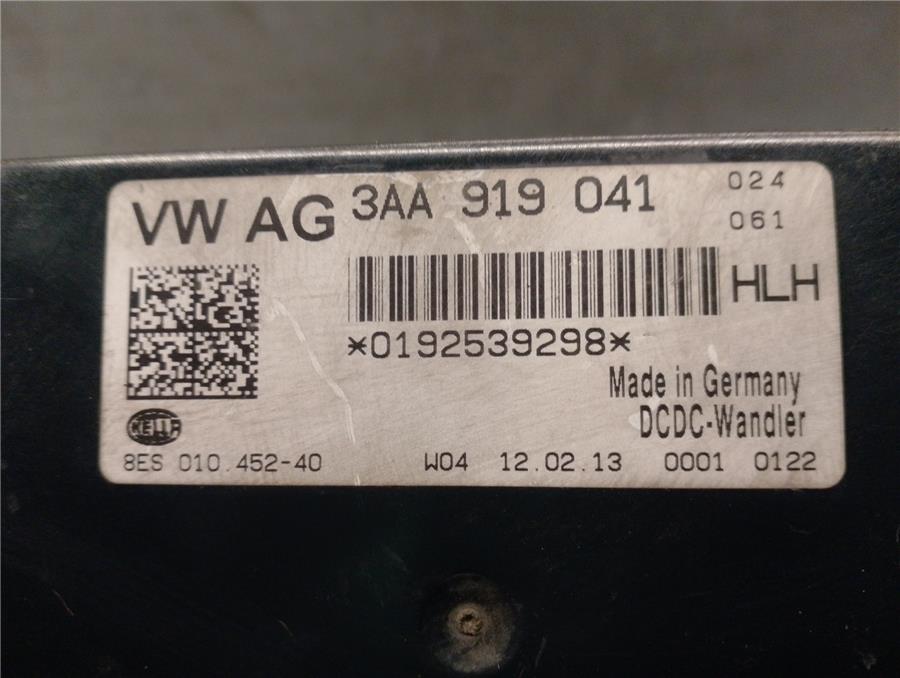 VW AG 3AA 919 041 024
061
HLH
*0192539298*
Made in Germany
DCDC-Wandler
HELLA
8ES 010.452-40 W04 12.02.13 0001 0122